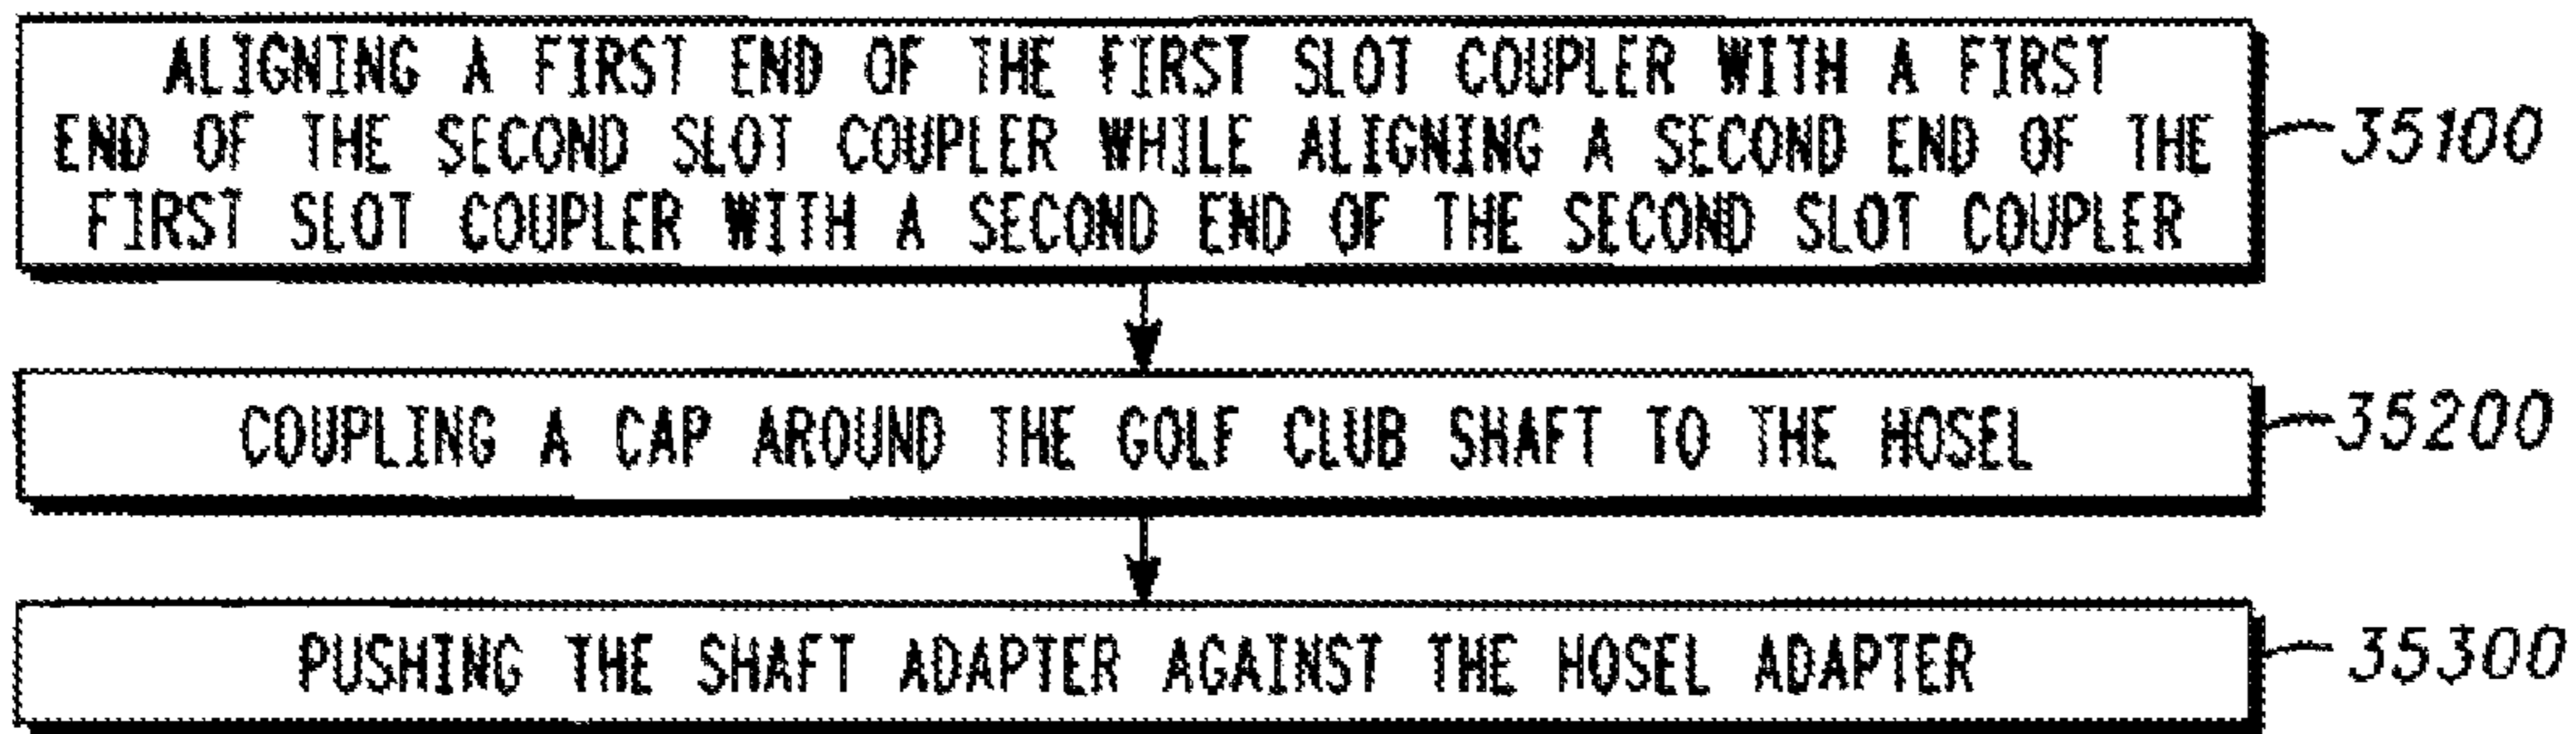 ALIGNING A FIRST END OF THE FIRST SLOT COUPLER WITH A FIRST
END OF THE SECOND SLOT COUPLER WHILE ALIGNING A SECOND END OF THE
FIRST SLOT COUPLER WITH A SECOND END OF THE SECOND SLOT COUPLER
35100
COUPLING A CAP AROUND THE GOLF CLUB SHAFT TO THE HOSEL
35200
PUSHING THE SHAFT ADAPTER AGAINST THE HOSEL ADAPTER
35300